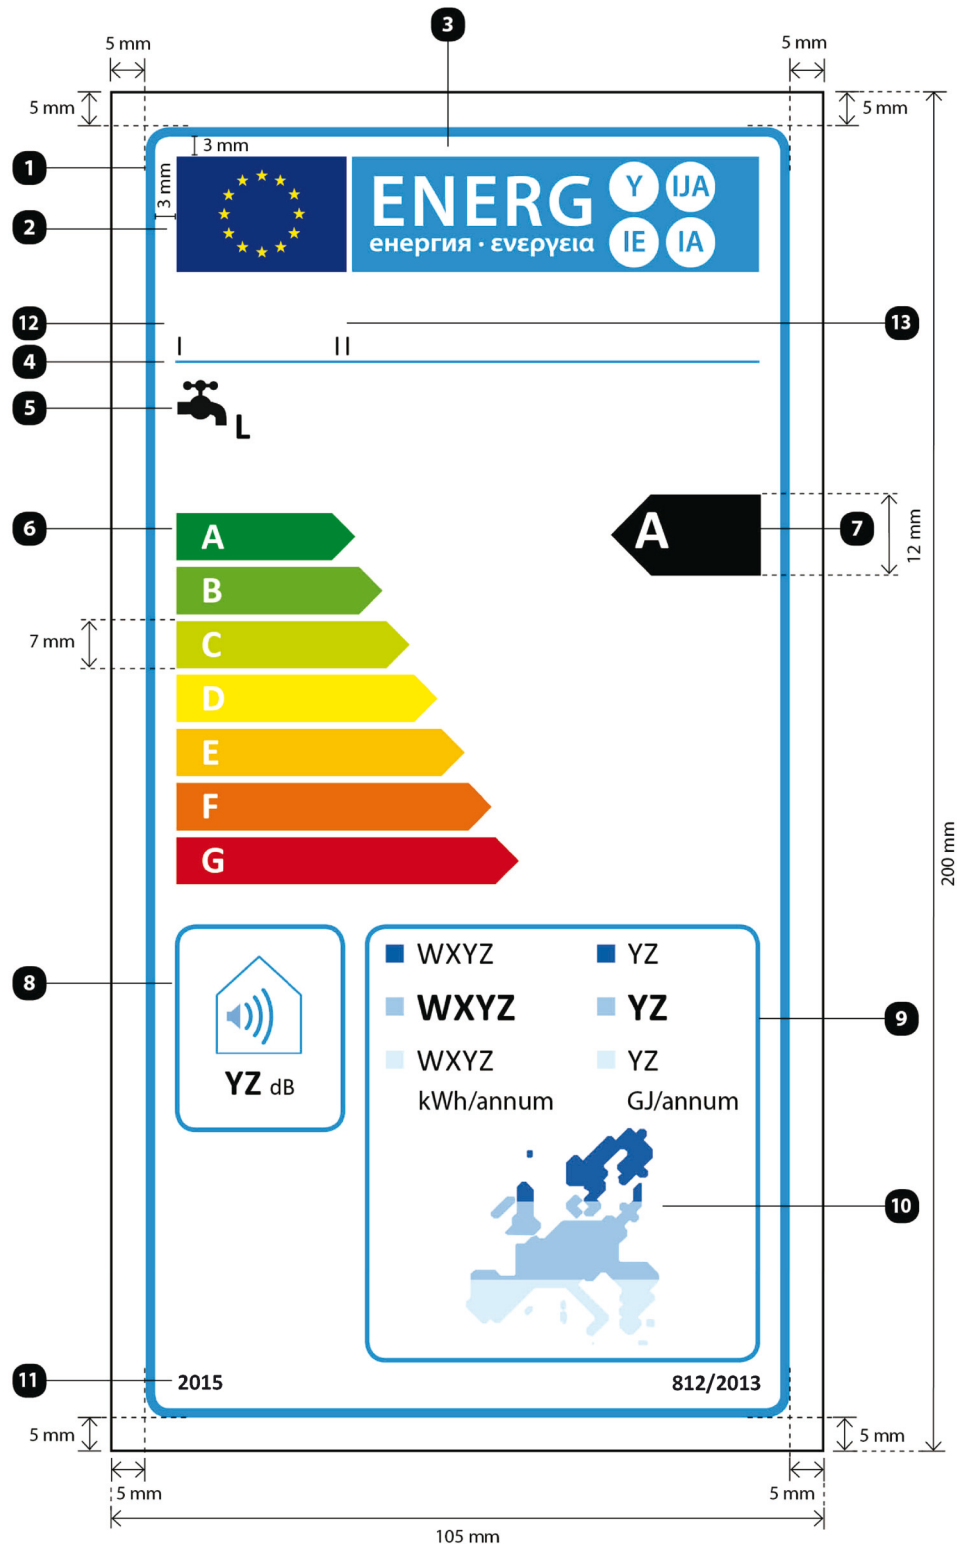 3
5 mm
5 mm
5 mm
5 mm
3 mm
1
3 mm
2
ENERG
енергия · ενεργεια
Y
IJA
IE
IA
12
13
I
II
4
5
L
6
A
A
7
12 mm
B
7 mm
C
D
E
F
G
200 mm
8
WXYZ
YZ
WXYZ
YZ
9
WXYZ
YZ
YZ dB
kWh/annum
GJ/annum
10
11
2015
812/2013
5 mm
5 mm
5 mm
5 mm
105 mm